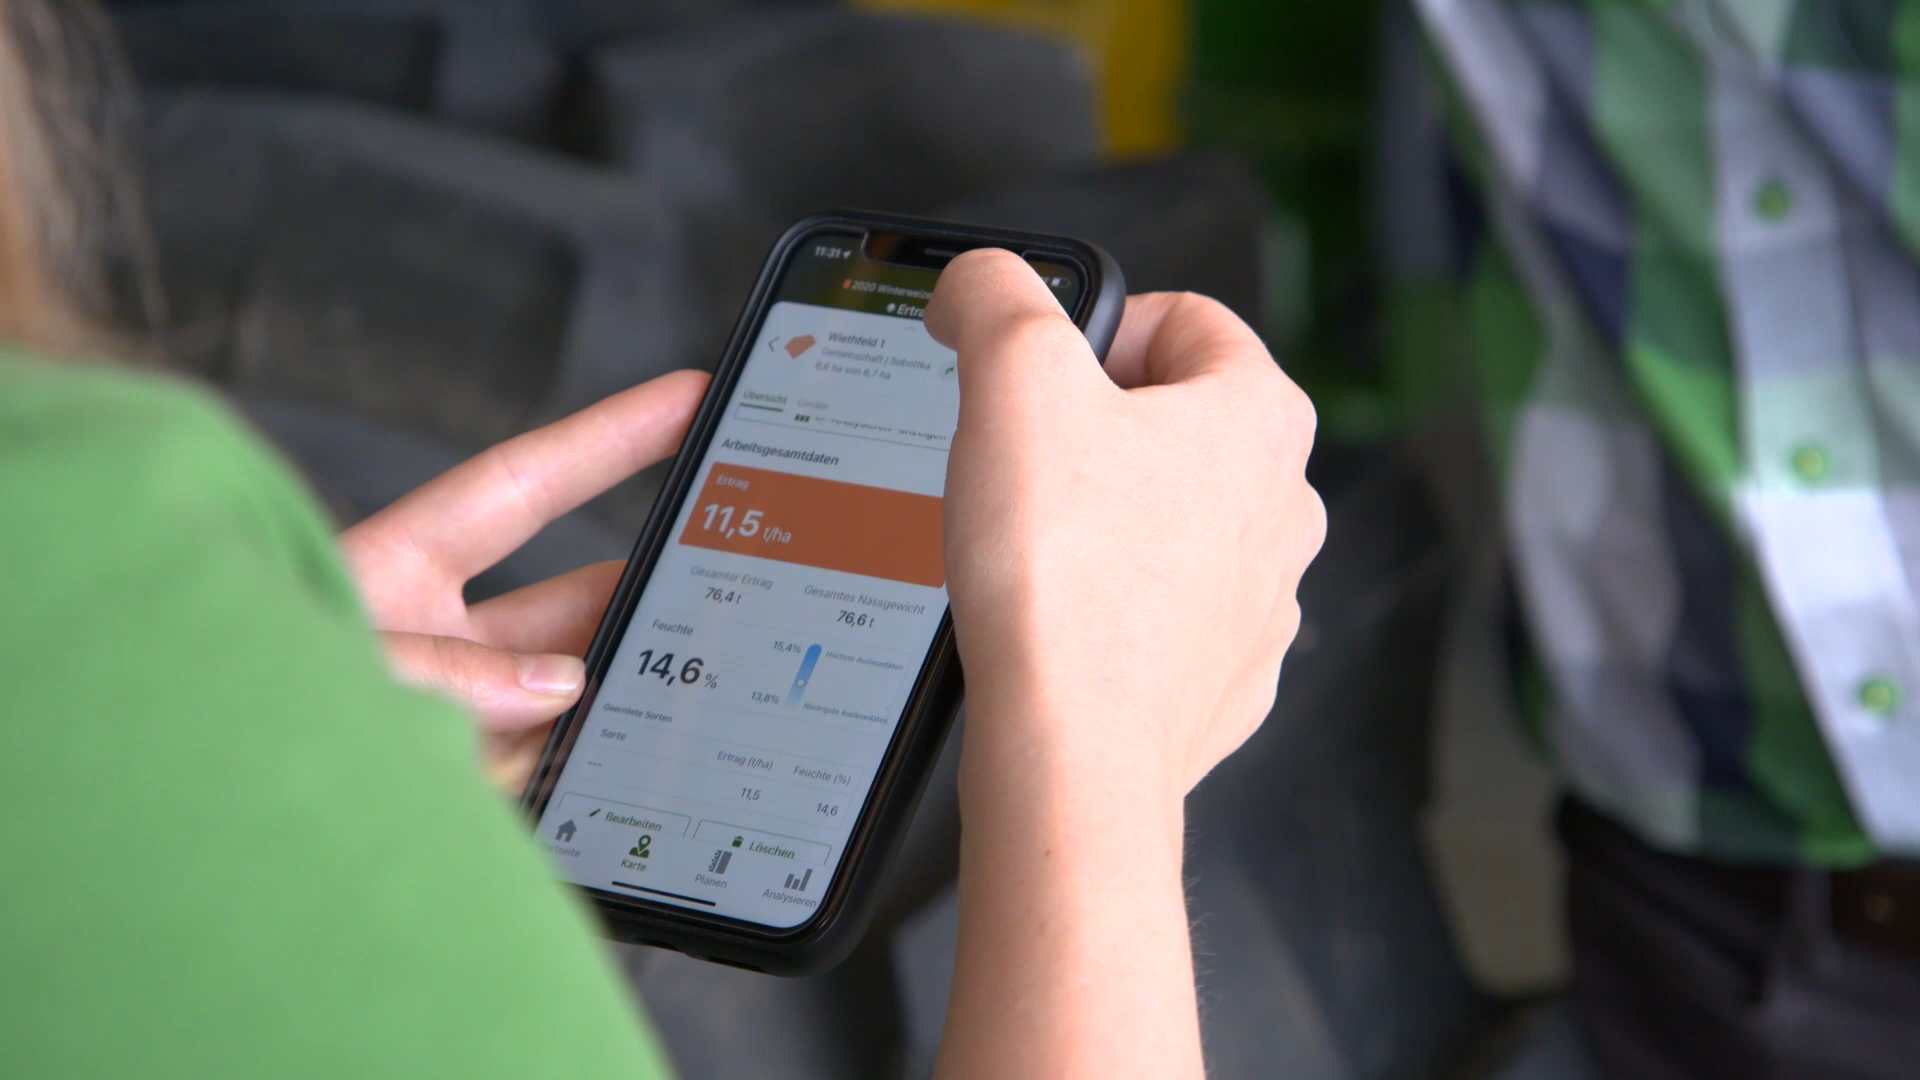 11:31
2020 Winterweize
Ertra
Wiethfeld 1
Gemeinschaft | Sobottka
6,6 ha von 6,7 ha
Übersicht Geräte
Arbeitsgesamtdaten
Ertrag
11,5 t/ha
Gesamter Ertrag Gesamtes Nassgewicht
76,4 t 76,6 t
Feuchte
14,6 %
15,4% Höchste Auslesedaten
13,8% Niedrigste Auslesedaten
Geerntete Sorten
Sorte Ertrag (t/ha) Feuchte (%)
--- 11,5 14,6
Bearbeiten Löschen
artseite Karte Planen Analysieren